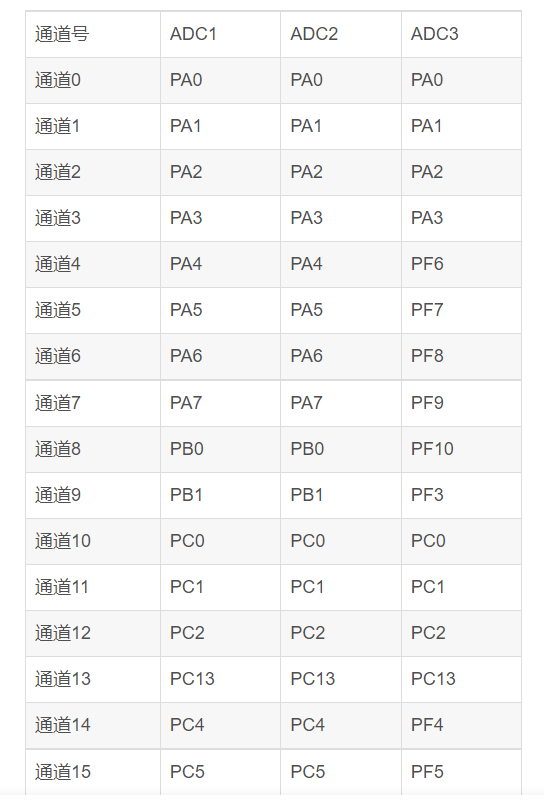 通道号 ADC1 ADC2 ADC3
通道0 PA0 PA0 PA0
通道1 PA1 PA1 PA1
通道2 PA2 PA2 PA2
通道3 PA3 PA3 PA3
通道4 PA4 PA4 PF6
通道5 PA5 PA5 PF7
通道6 PA6 PA6 PF8
通道7 PA7 PA7 PF9
通道8 PB0 PB0 PF10
通道9 PB1 PB1 PF3
通道10 PC0 PC0 PC0
通道11 PC1 PC1 PC1
通道12 PC2 PC2 PC2
通道13 PC13 PC13 PC13
通道14 PC4 PC4 PF4
通道15 PC5 PC5 PF5